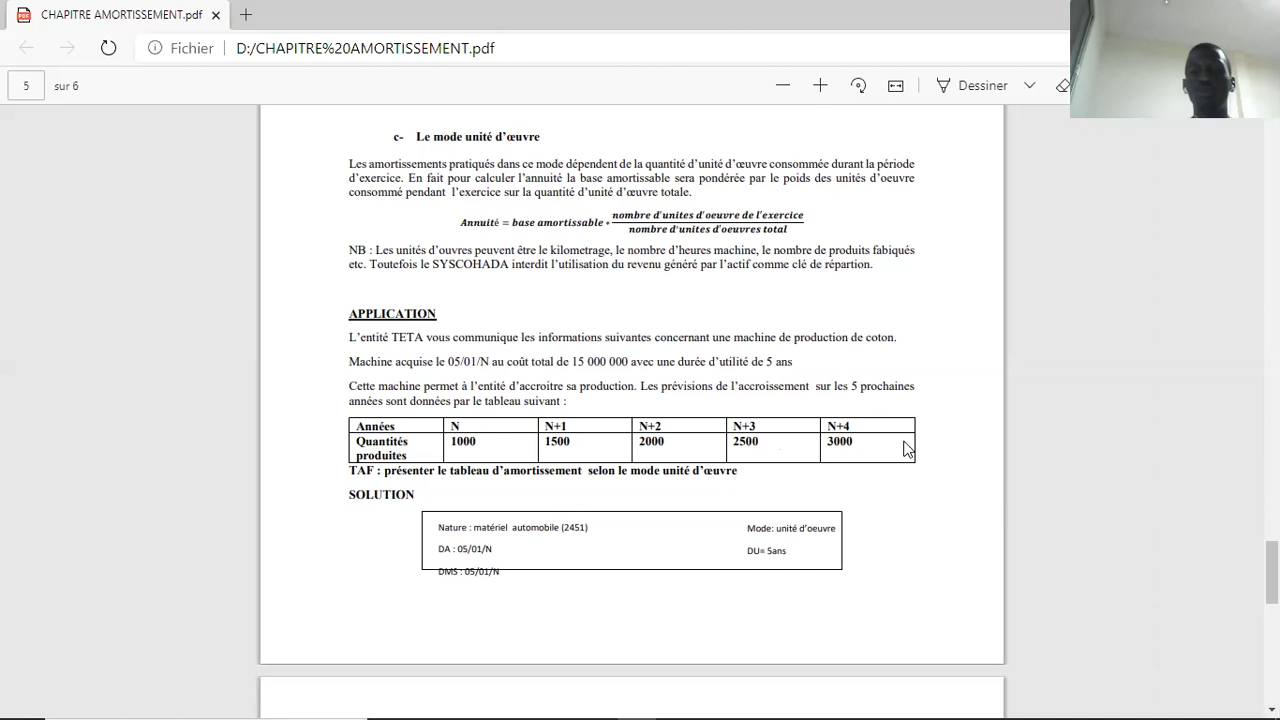 CHAPITRE AMORTISSEMENT.pdf
Fichier D:/CHAPITRE%20AMORTISSEMENT.pdf
5 sur 6 Dessiner
c- Le mode unité d'œuvre
Les amortissements pratiqués dans ce mode dépendent de la quantité d'unité d'œuvre consommée durant la période
d'exercice. En fait pour calculer l'annuité la base amortissable sera pondérée par le poids des unités d'oeuvre
consommé pendant l'exercice sur la quantité d'unité d'œuvre totale.
Annuité = base amortissable * nombre d'unites d'oeuvre de l'exercice
nombre d'unites d'oeuvres total
NB : Les unités d'ouvres peuvent être le kilometrage, le nombre d'heures machine, le nombre de produits fabiqués
etc. Toutefois le SYSCOHADA interdit l'utilisation du revenu généré par l'actif comme clé de répartion.
APPLICATION
L'entité TETA vous communique les informations suivantes concernant une machine de production de coton.
Machine acquise le 05/01/N au coût total de 15 000 000 avec une durée d'utilité de 5 ans
Cette machine permet à l'entité d'accroitre sa production. Les prévisions de l'accroissement sur les 5 prochaines
années sont données par le tableau suivant :
Années N N+1 N+2 N+3 N+4
Quantités 1000 1500 2000 2500 3000
produites
TAF : présenter le tableau d'amortissement selon le mode unité d'œuvre
SOLUTION
Nature : matériel automobile (2451) Mode: unité d'oeuvre
DA : 05/01/N DU= 5ans
DMS : 05/01/N